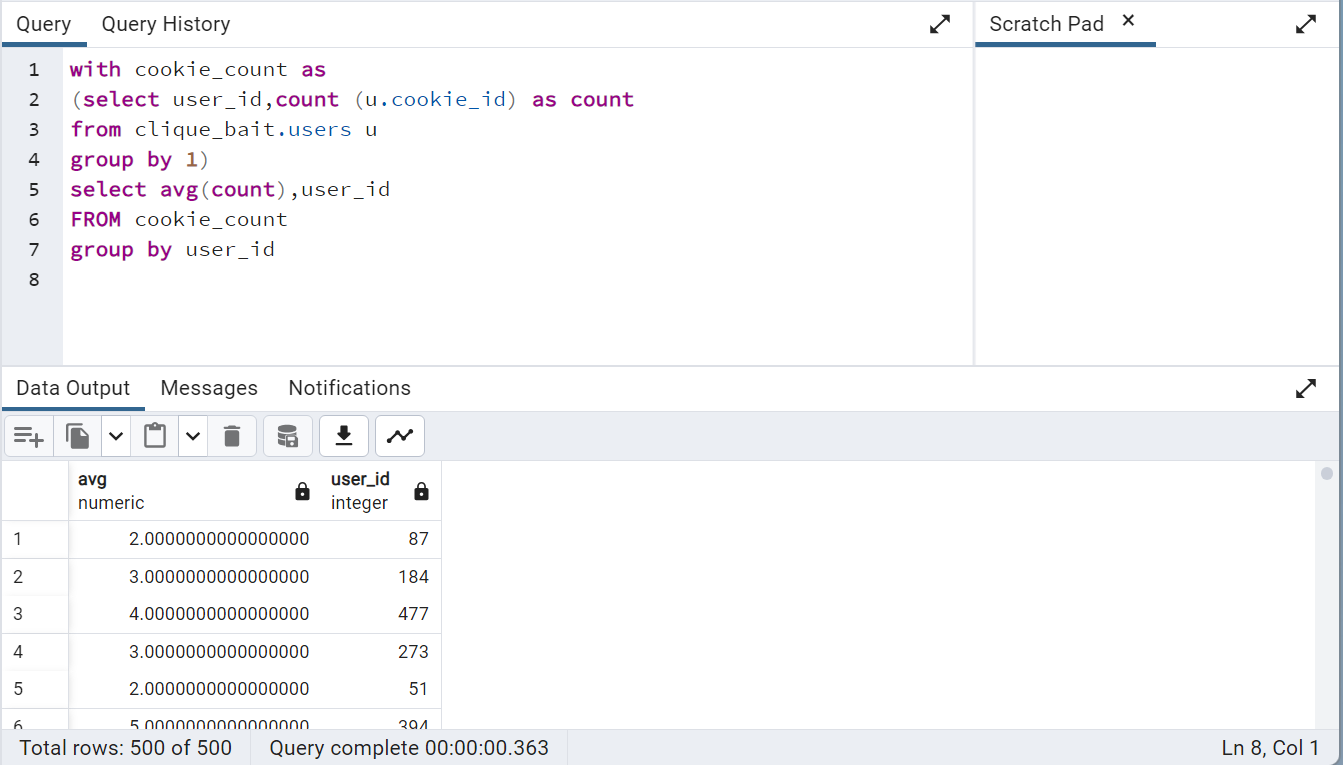 Query Query History Scratch Pad ×
1 with cookie_count as
2 (select user_id,count (u.cookie_id) as count
3 from clique_bait.users u
4 group by 1)
5 select avg(count),user_id
6 FROM cookie_count
7 group by user_id
8
Data Output Messages Notifications
avg user_id
numeric integer
1 2.0000000000000000 87
2 3.0000000000000000 184
3 4.0000000000000000 477
4 3.0000000000000000 273
5 2.0000000000000000 51
6 5.0000000000000000 394
Total rows: 500 of 500 Query complete 00:00:00.363 Ln 8, Col 1